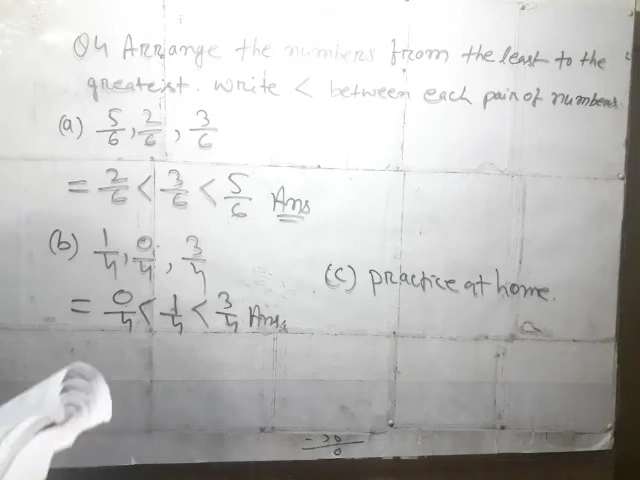 Q4 Arrange the numbers from the least to the
greatest. write < between each pair of numbers.
(a) 5/6, 2/6, 3/6
= 2/6 < 3/6 < 5/6 Ans
(b) 1/4, 0/4, 3/4
= 0/4 < 1/4 < 3/4 Ans.
(c) practice at home.
- 30
0